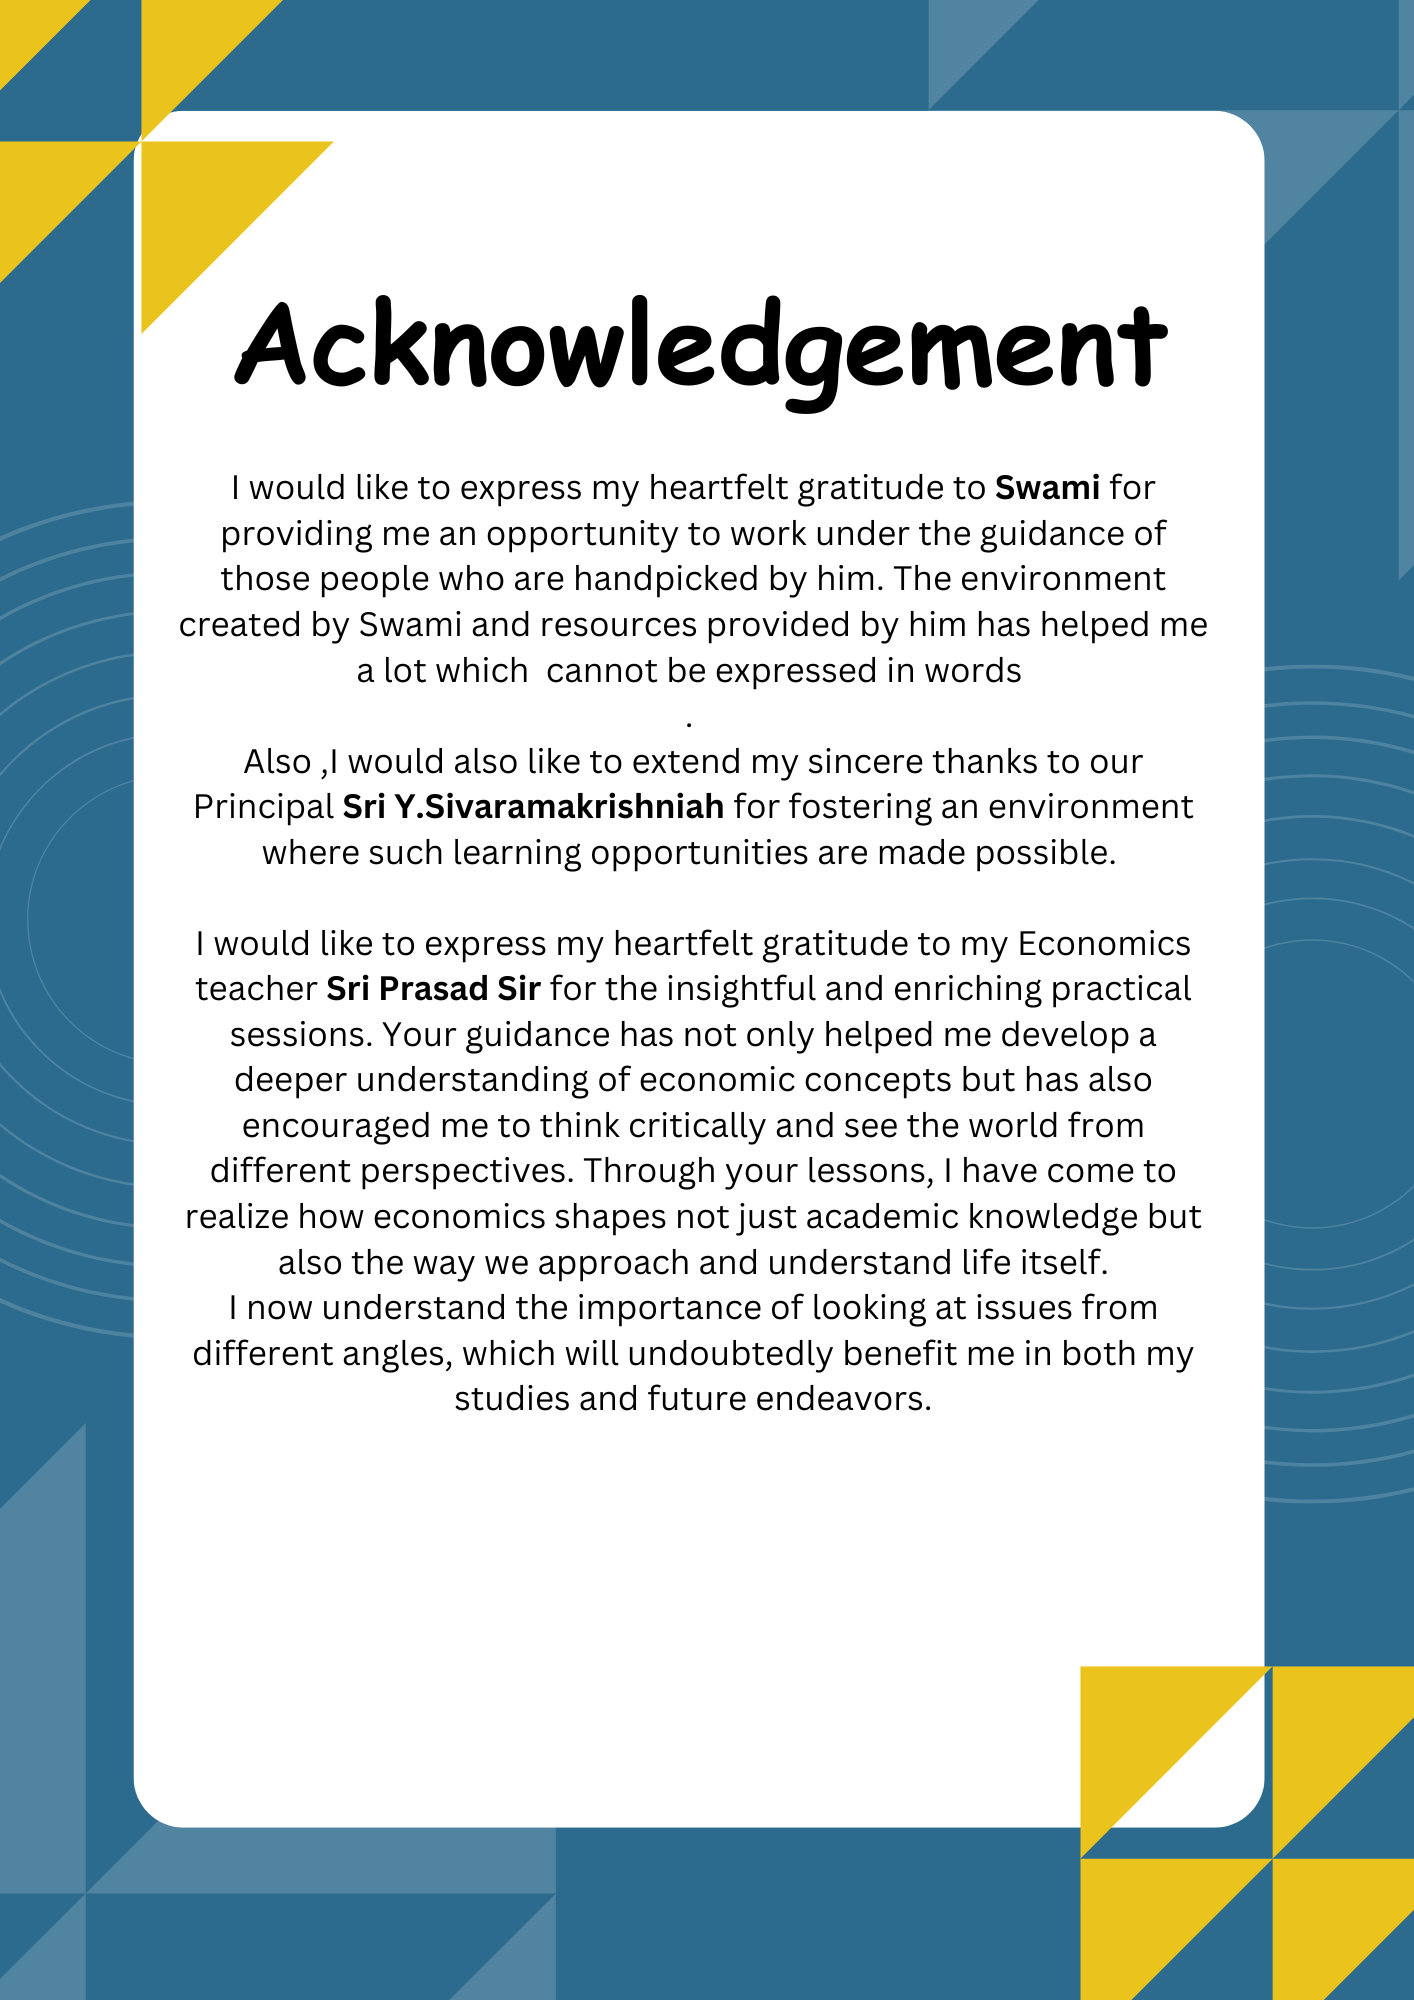 Acknowledgement
I would like to express my heartfelt gratitude to Swami for
providing me an opportunity to work under the guidance of
those people who are handpicked by him. The environment
created by Swami and resources provided by him has helped me
a lot which  cannot be expressed in words
.
Also ,I would also like to extend my sincere thanks to our
Principal Sri Y.Sivaramakrishniah for fostering an environment
where such learning opportunities are made possible.
I would like to express my heartfelt gratitude to my Economics
teacher Sri Prasad Sir for the insightful and enriching practical
sessions. Your guidance has not only helped me develop a
deeper understanding of economic concepts but has also
encouraged me to think critically and see the world from
different perspectives. Through your lessons, I have come to
realize how economics shapes not just academic knowledge but
also the way we approach and understand life itself.
I now understand the importance of looking at issues from
different angles, which will undoubtedly benefit me in both my
studies and future endeavors.